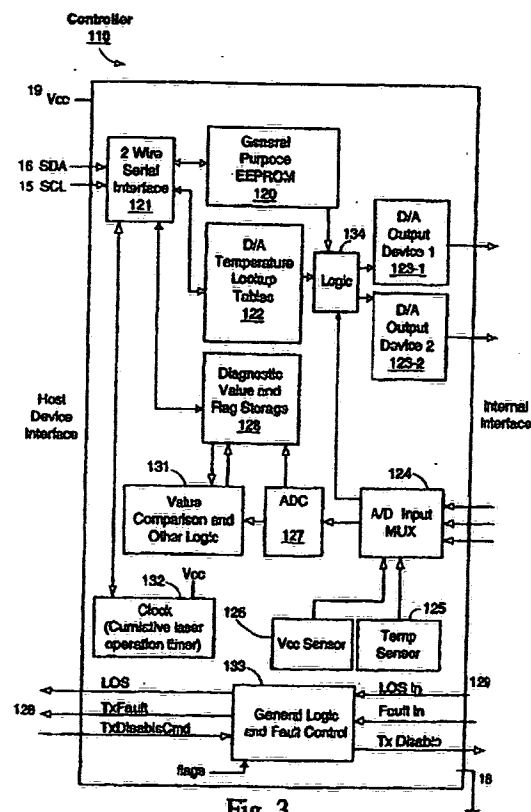 Controller
110
19 Vcc
16 SDA
15 SCL
2 Wire
Serial
Interface
121
General
Purpose
EEPROM
120
D/A
Temperature
Lookup
Tables
122
134
Logic
D/A
Output
Device 1
123-1
D/A
Output
Device 2
123-2
Host
Device
Interface
Internal
Interface
Diagnostic
Value and
Flag Storage
128
131
Value
Comparison and
Other Logic
ADC
127
124
A/D Input
MUX
132
Vcc
Clock
(Cumlative laser
operation timer)
126
Vcc Sensor
125
Temp
Sensor
133
General Logic
and Fault Control
LOS
TxFault
128
TxDisableCmd
flags
LOS In
129
Fault In
Tx Disable
18
Fig. 3